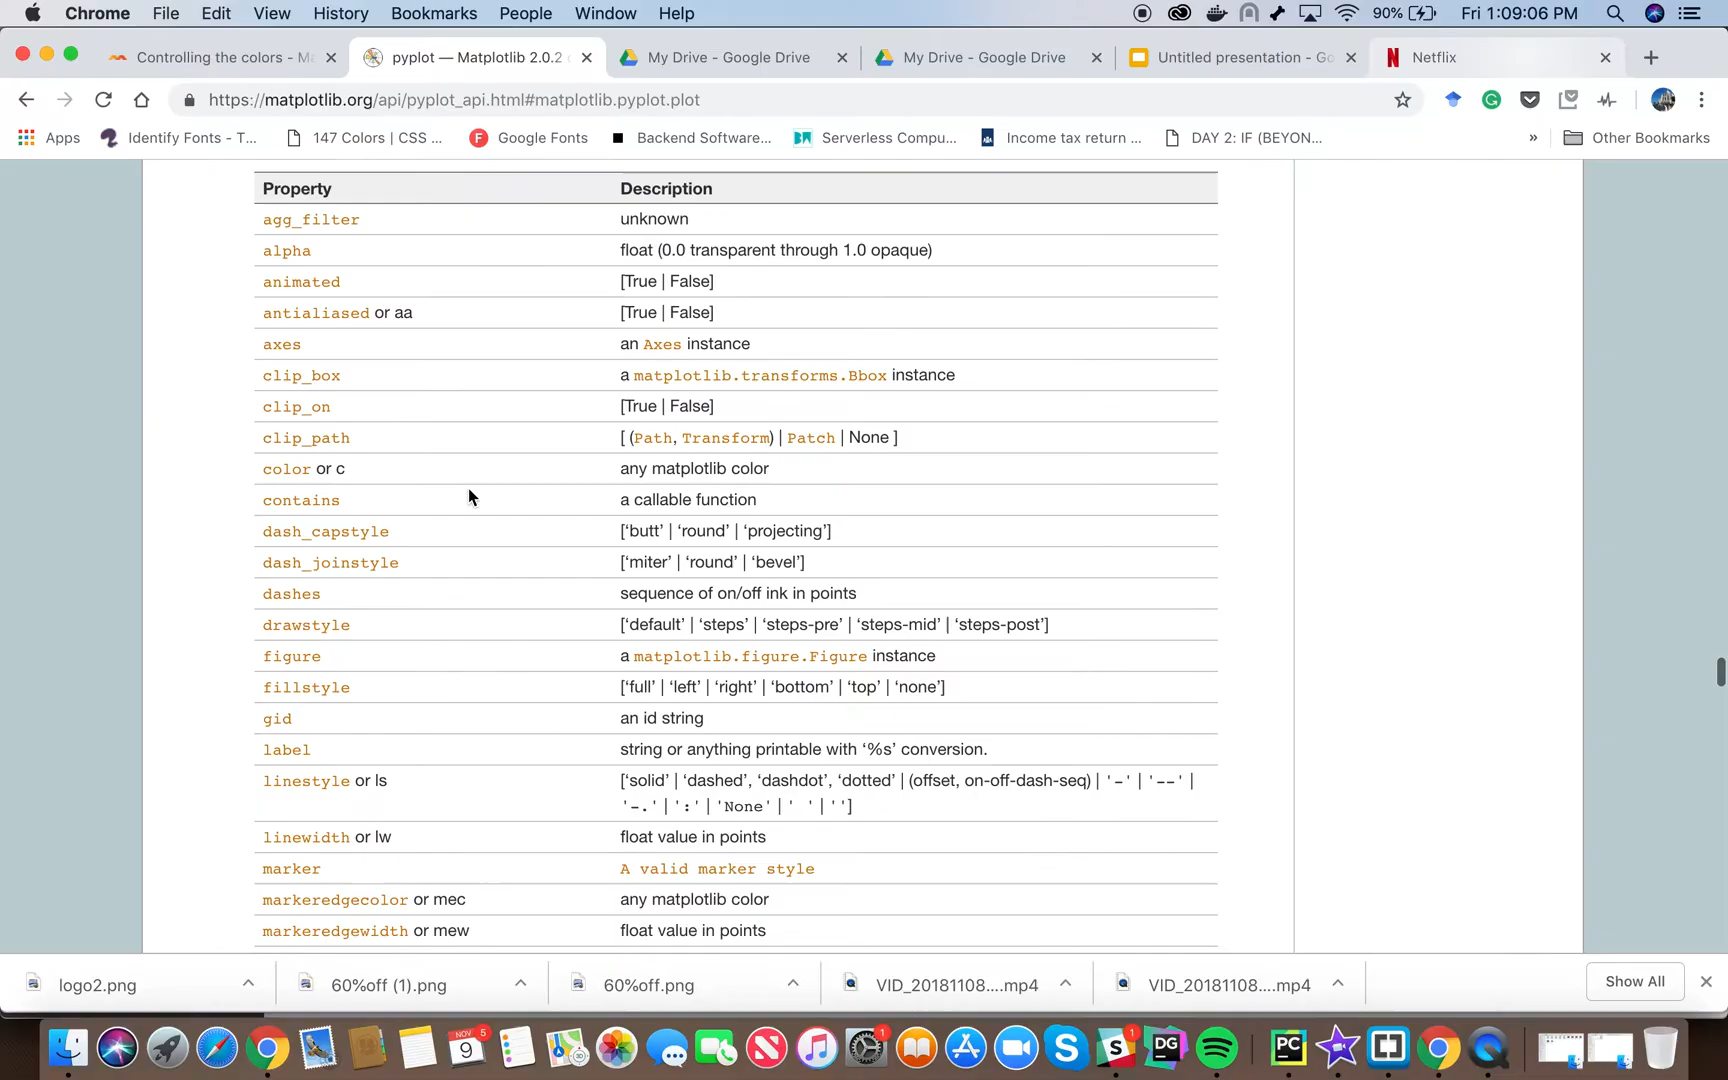 Chrome File Edit View History Bookmarks People Window Help 90% Fri 1:09:06 PM
Controlling the colors - Ma pyplot — Matplotlib 2.0.2 My Drive - Google Drive My Drive - Google Drive Untitled presentation - Go Netflix
https://matplotlib.org/api/pyplot_api.html#matplotlib.pyplot.plot
Apps Identify Fonts - T... 147 Colors | CSS ... Google Fonts Backend Software... Serverless Compu... Income tax return ... DAY 2: IF (BEYON... » Other Bookmarks
Property Description
agg_filter unknown
alpha float (0.0 transparent through 1.0 opaque)
animated [True | False]
antialiased or aa [True | False]
axes an Axes instance
clip_box a matplotlib.transforms.Bbox instance
clip_on [True | False]
clip_path [ (Path, Transform) | Patch | None ]
color or c any matplotlib color
contains a callable function
dash_capstyle [‘butt’ | ‘round’ | ‘projecting’]
dash_joinstyle [‘miter’ | ‘round’ | ‘bevel’]
dashes sequence of on/off ink in points
drawstyle [‘default’ | ‘steps’ | ‘steps-pre’ | ‘steps-mid’ | ‘steps-post’]
figure a matplotlib.figure.Figure instance
fillstyle [‘full’ | ‘left’ | ‘right’ | ‘bottom’ | ‘top’ | ‘none’]
gid an id string
label string or anything printable with ‘%s’ conversion.
linestyle or ls [‘solid’ | ‘dashed’, ‘dashdot’, ‘dotted’ | (offset, on-off-dash-seq) | '-' | '--' |
'-.' | ':' | 'None' | ' ' | '']
linewidth or lw float value in points
marker A valid marker style
markeredgecolor or mec any matplotlib color
markeredgewidth or mew float value in points
logo2.png 60%off (1).png 60%off.png VID_20181108....mp4 VID_20181108....mp4 Show All
NOV 5 9 1 1 DG PC